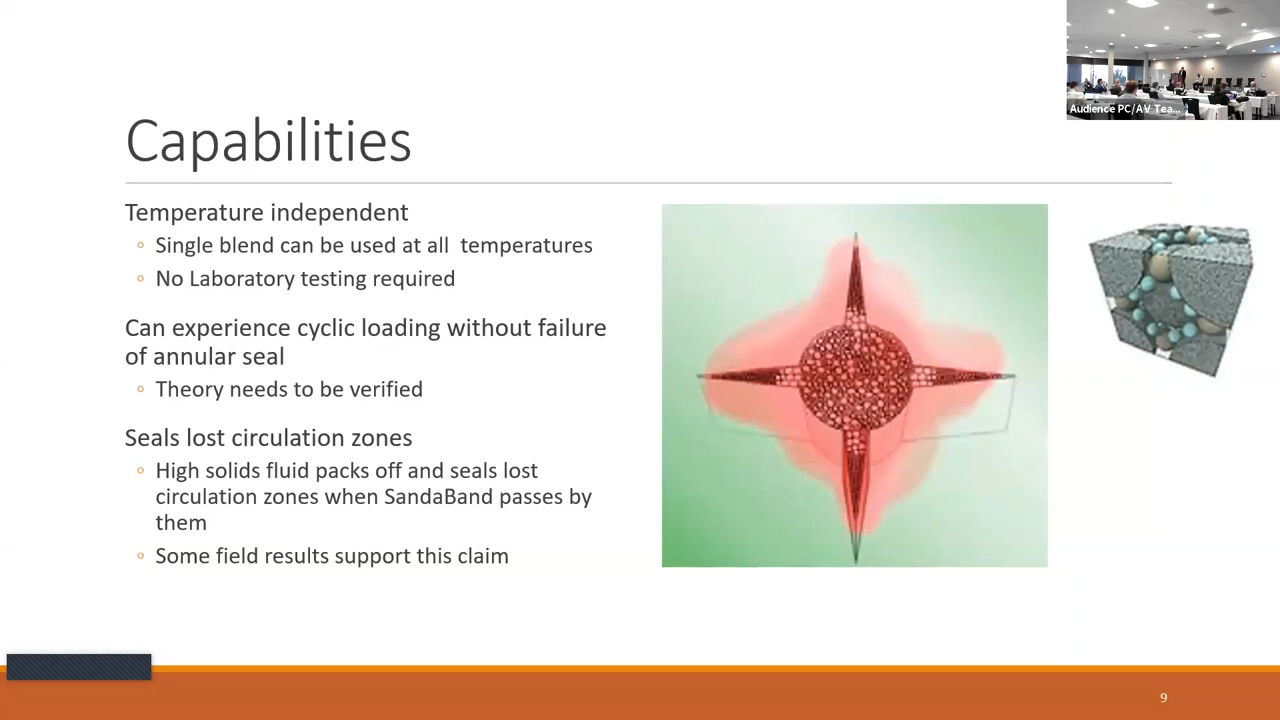 Audience PC/AV Tea...
Capabilities
Temperature independent
◦ Single blend can be used at all  temperatures
◦ No Laboratory testing required
Can experience cyclic loading without failure
of annular seal
◦ Theory needs to be verified
Seals lost circulation zones
◦ High solids fluid packs off and seals lost
circulation zones when SandaBand passes by
them
◦ Some field results support this claim
9